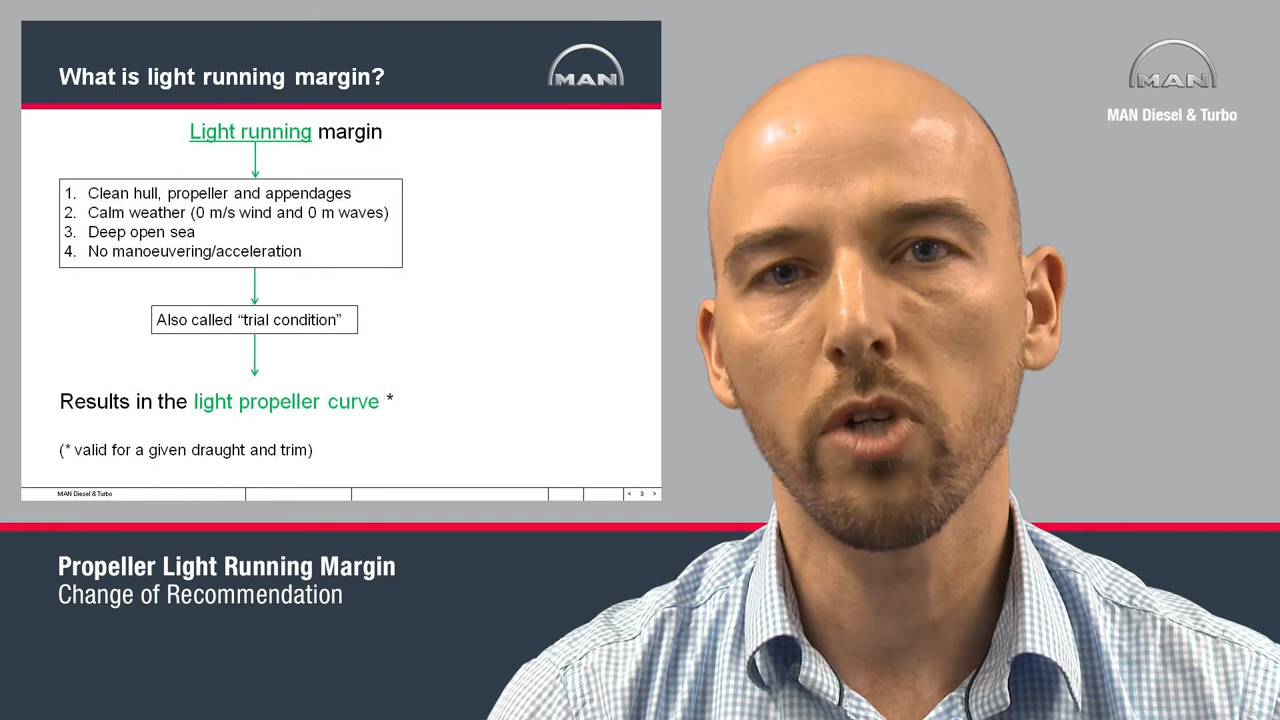 What is light running margin?
MAN
Light running margin
1. Clean hull, propeller and appendages
2. Calm weather (0 m/s wind and 0 m waves)
3. Deep open sea
4. No manoeuvering/acceleration
Also called “trial condition”
Results in the light propeller curve *
(* valid for a given draught and trim)
MAN Diesel & Turbo
< 3 >
MAN
MAN Diesel & Turbo
Propeller Light Running Margin
Change of Recommendation